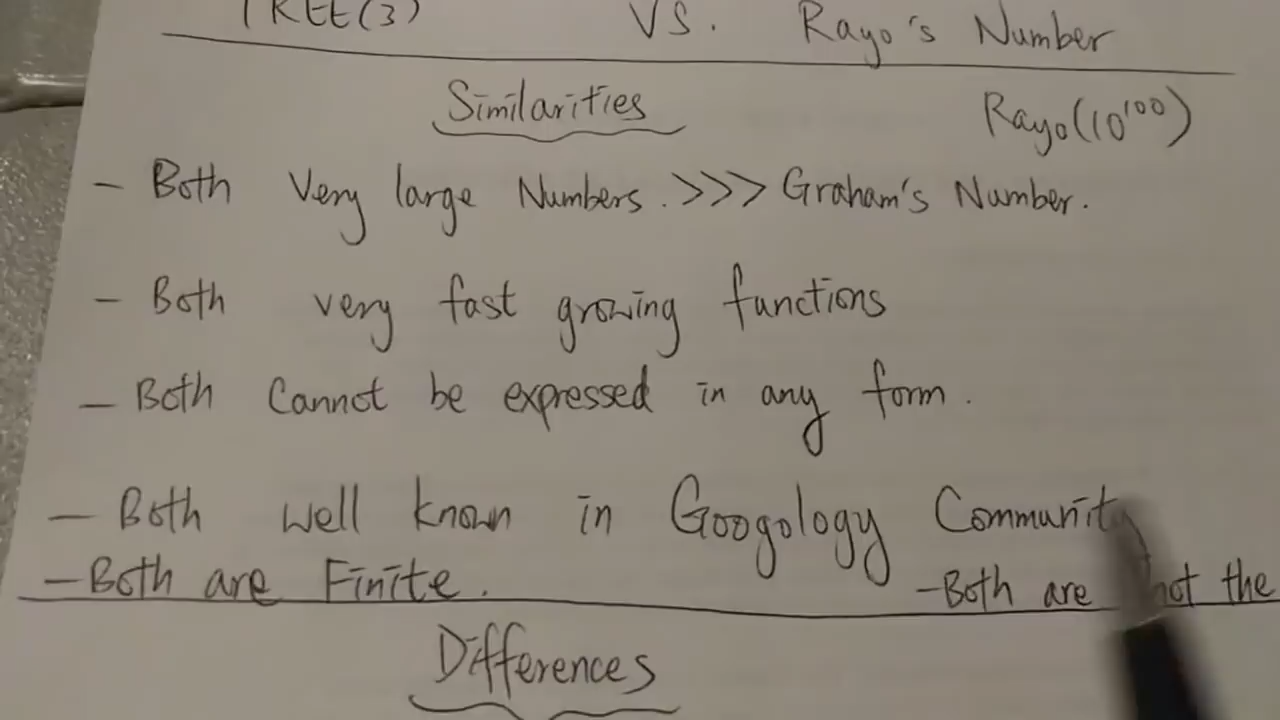 TREE(3) VS. Rayo's Number
Similarities
Rayo(10^100)
- Both Very large Numbers. >>> Graham's Number.
- Both very fast growing functions
- Both Cannot be expressed in any form.
- Both well known in Googology Community
- Both are Finite.
- Both are not the
Differences